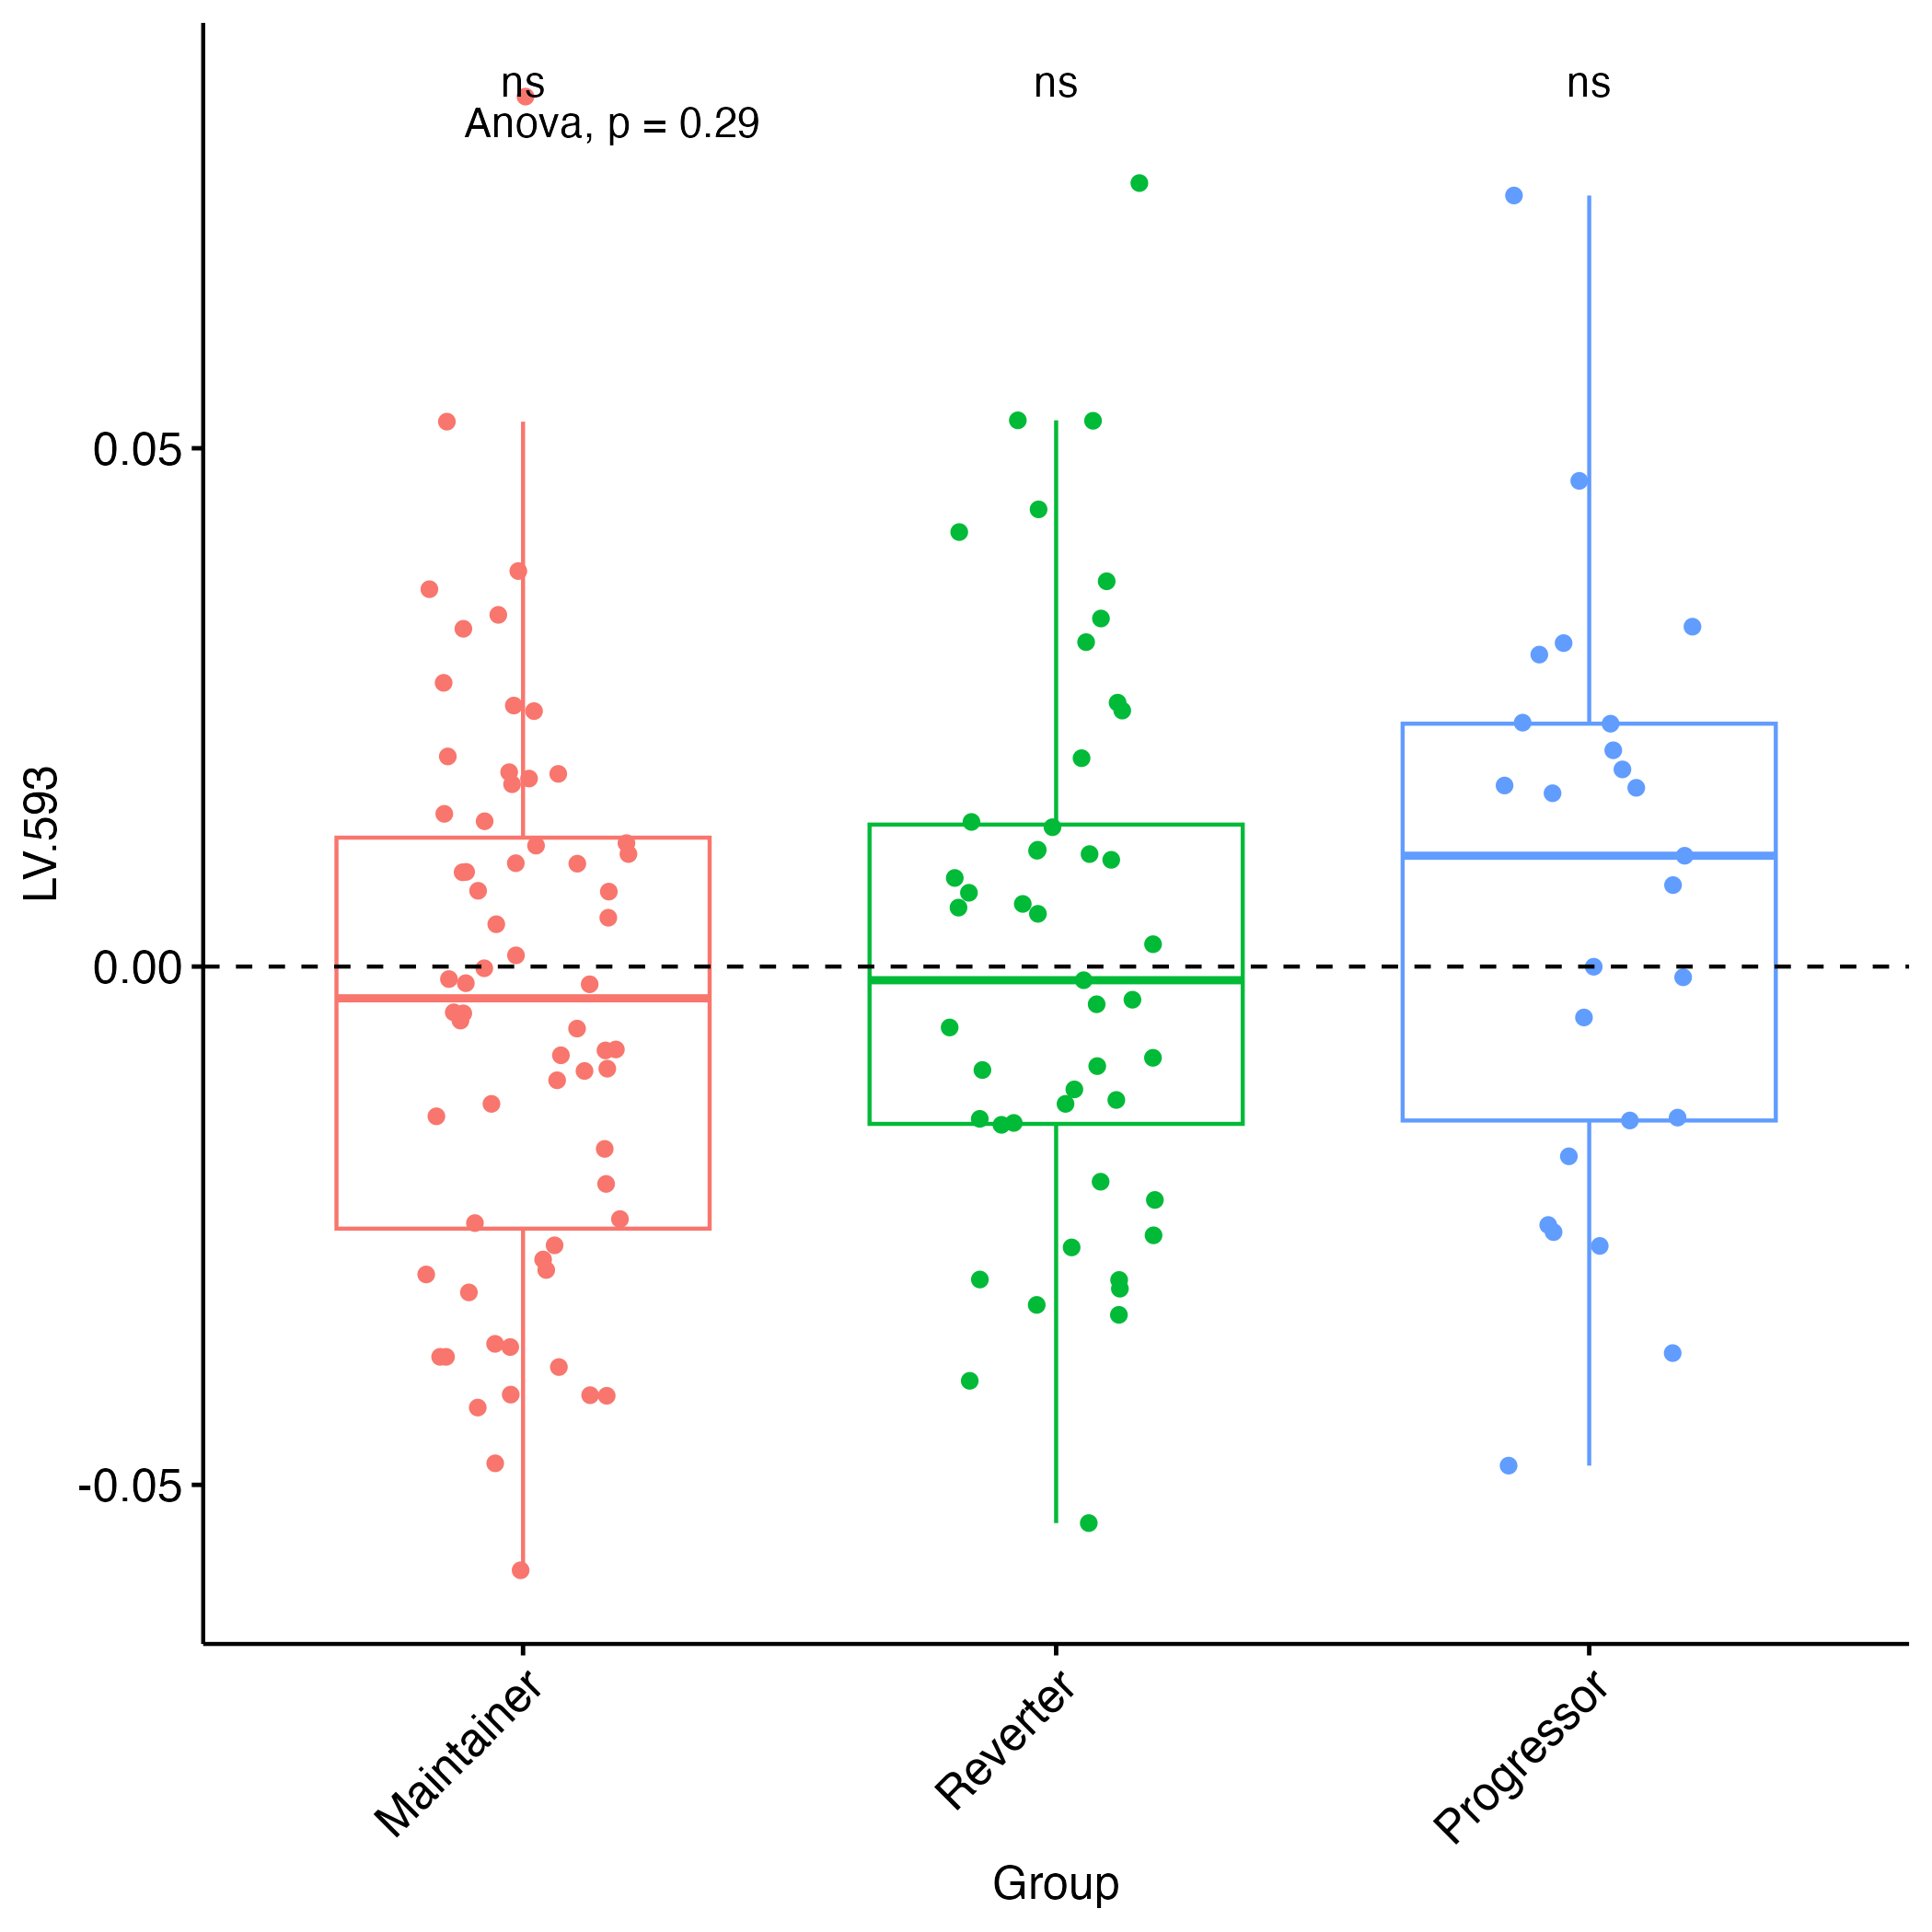 ns ns ns
Anova, p = 0.29
0.05
0.00
-0.05
LV.593
Maintainer
Reverter
Progressor
Group